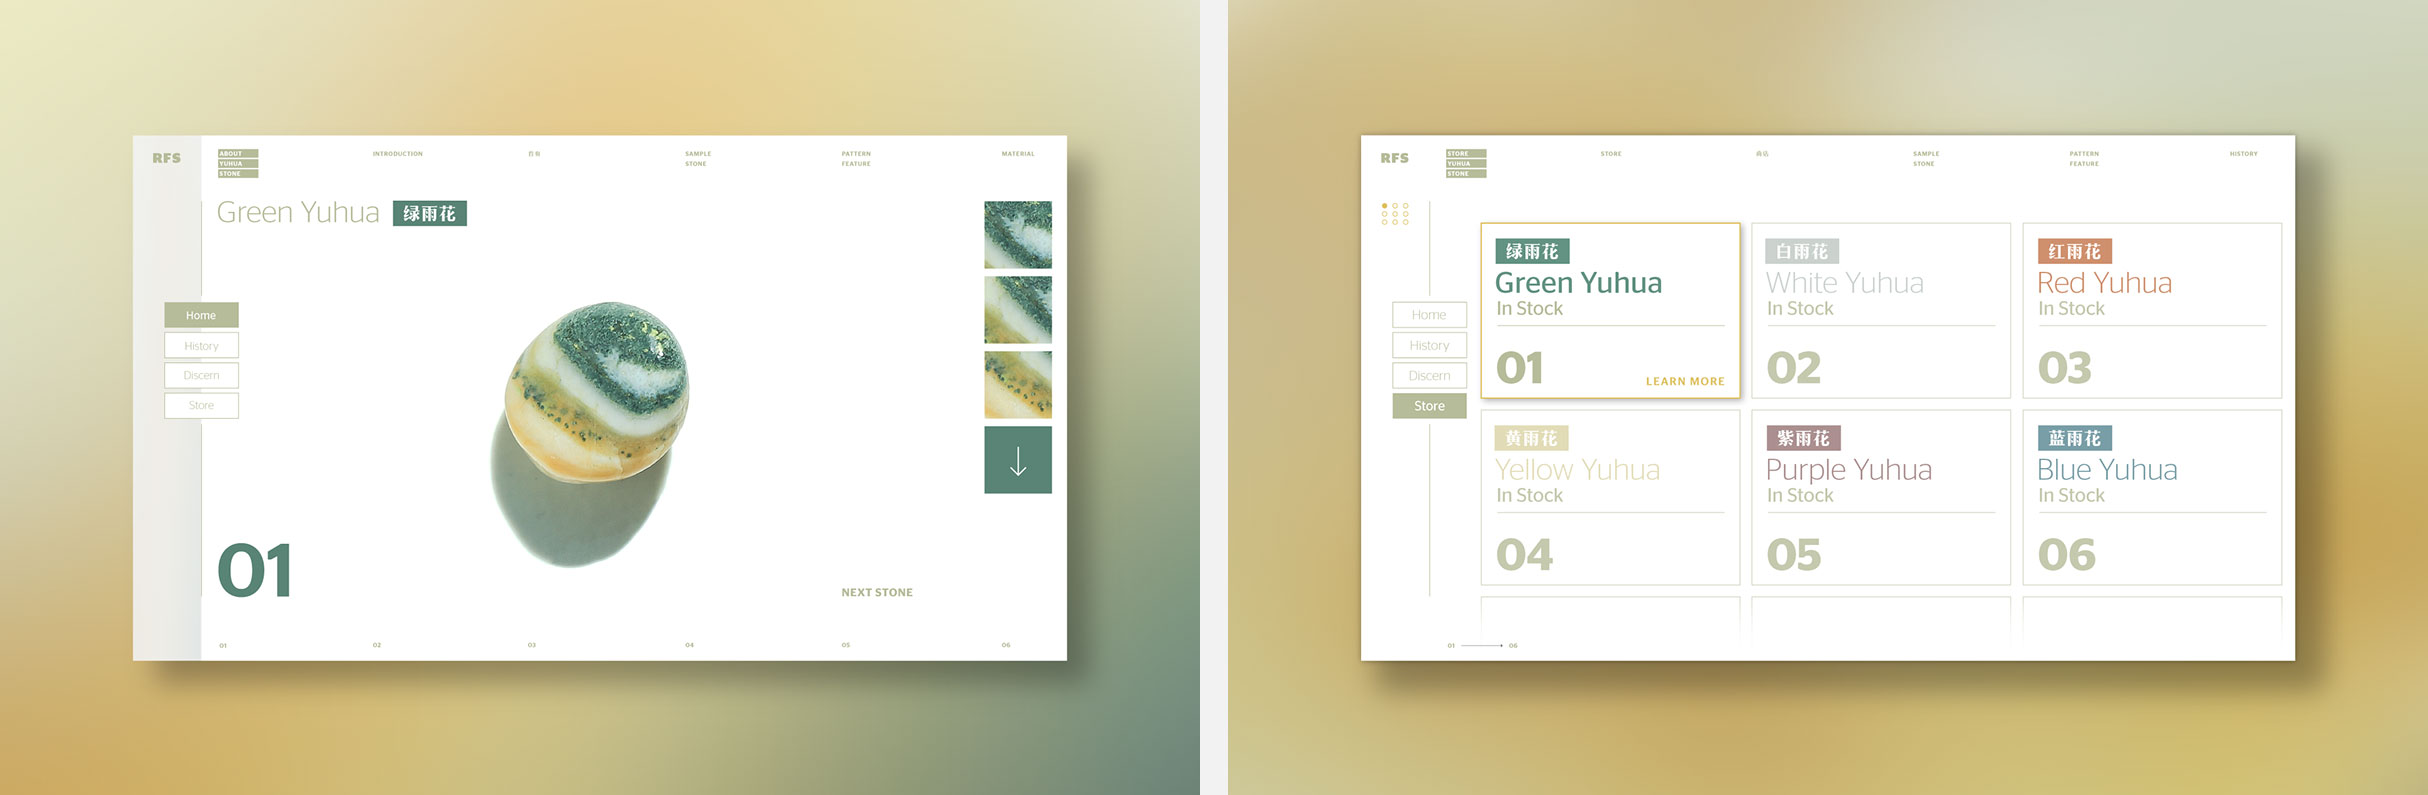 RFS
ABOUT
YUHUA
STONE
INTRODUCTION
SAMPLE
STONE
PATTERN
FEATURE
MATERIAL
Green Yuhua 绿雨花
Home
History
Discern
Store
01
NEXT STONE
01 02 03 04 05 06
RFS
STORE
YUHUA
STONE
STORE
商店
SAMPLE
STONE
PATTERN
FEATURE
HISTORY
Home
History
Discern
Store
绿雨花
Green Yuhua
In Stock
01
LEARN MORE
白雨花
White Yuhua
In Stock
02
红雨花
Red Yuhua
In Stock
03
黄雨花
Yellow Yuhua
In Stock
04
紫雨花
Purple Yuhua
In Stock
05
蓝雨花
Blue Yuhua
In Stock
06
01 06